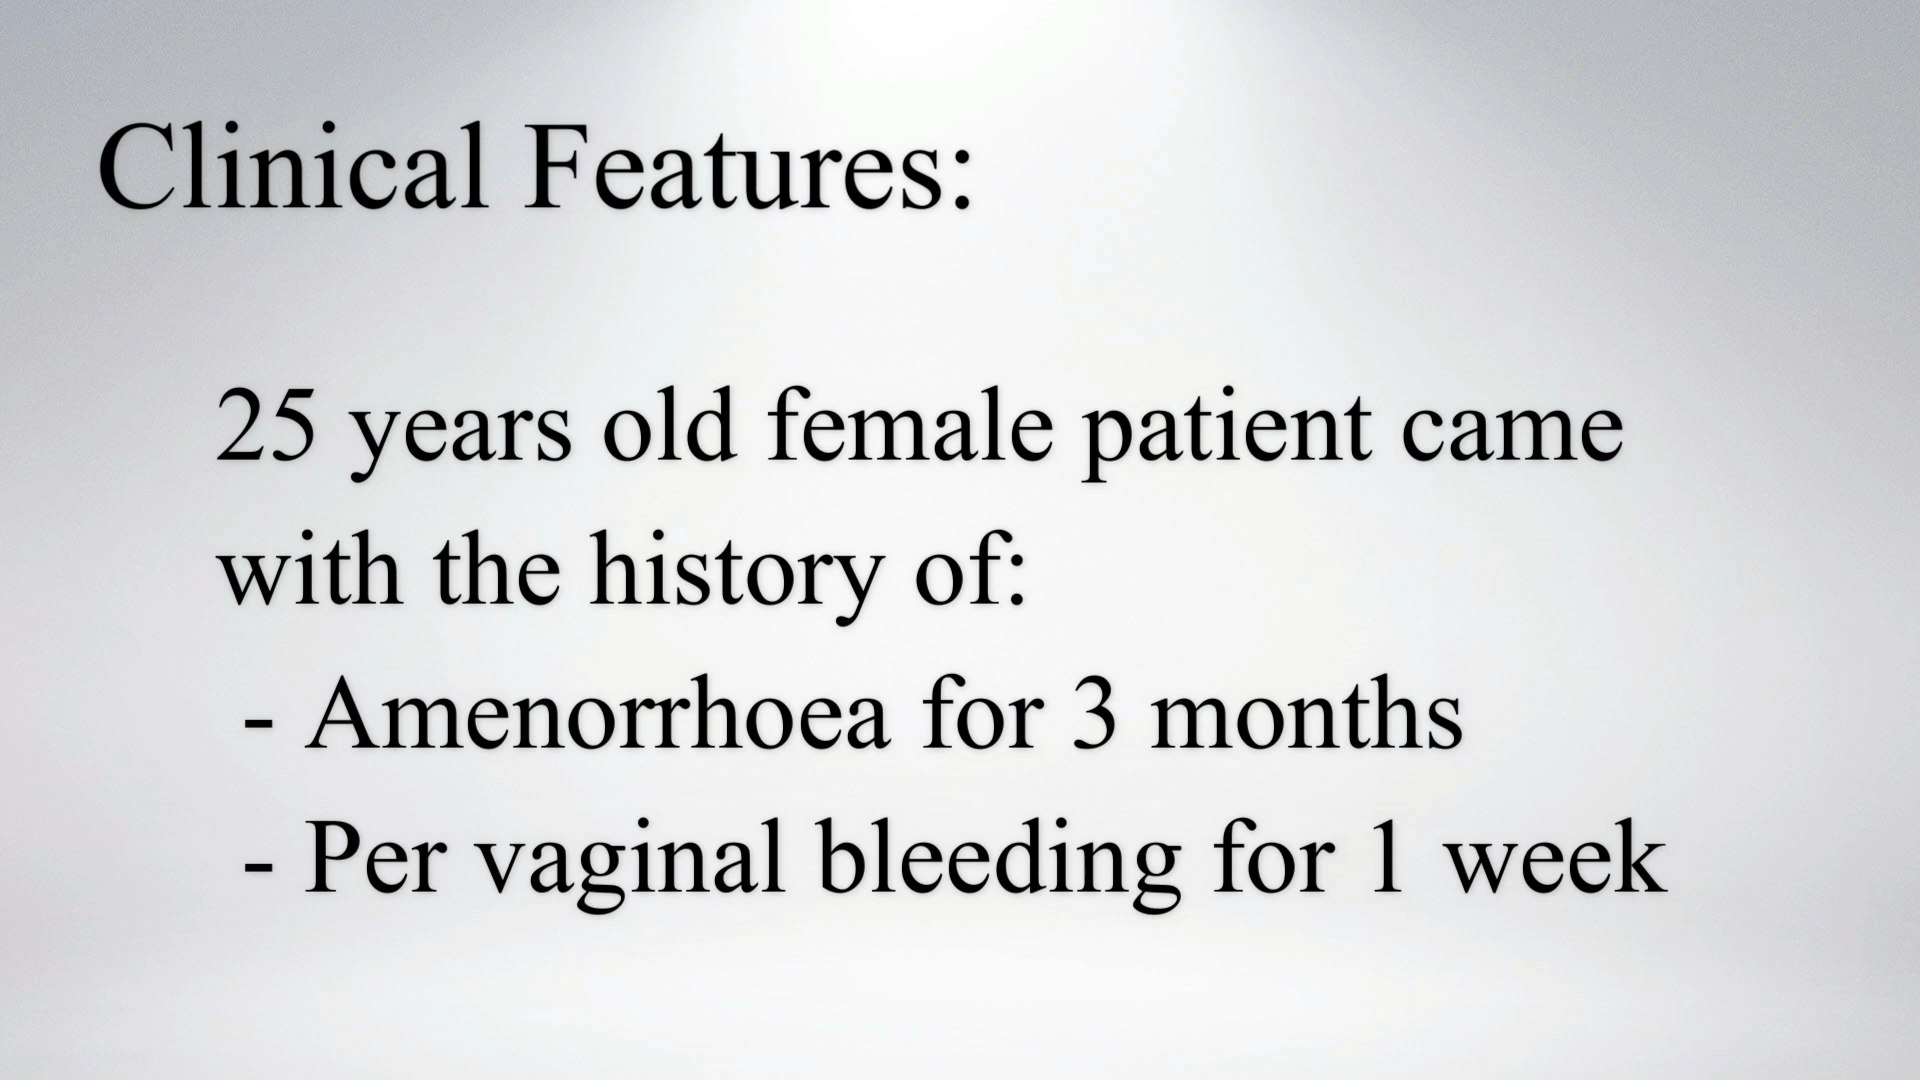 Clinical Features:
25 years old female patient came
with the history of:
- Amenorrhoea for 3 months
- Per vaginal bleeding for 1 week